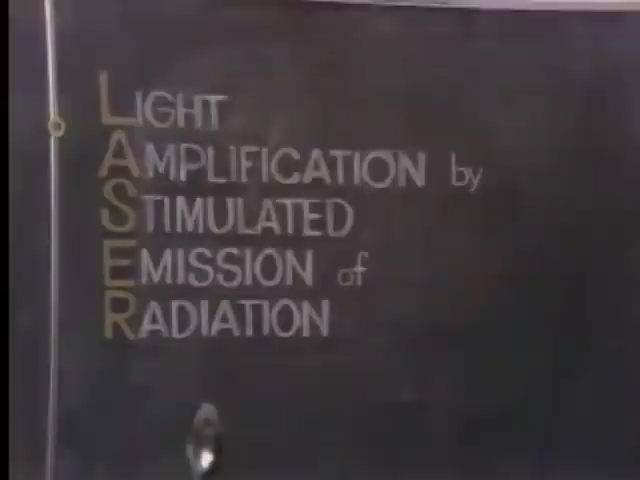 LIGHT
AMPLIFICATION by
STIMULATED
EMISSION of
RADIATION